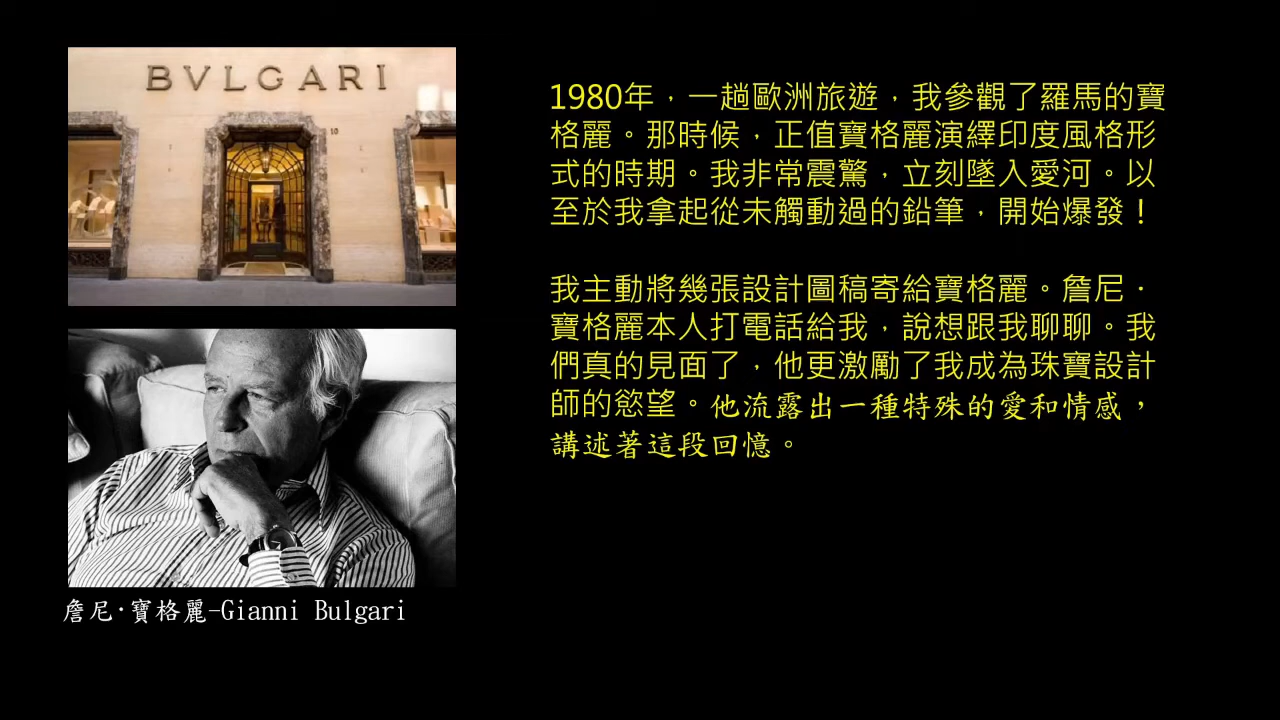 BVLGARI
10
1980年，一趟歐洲旅遊，我參觀了羅馬的寶
格麗。那時候，正值寶格麗演繹印度風格形
式的時期。我非常震驚，立刻墜入愛河。以
至於我拿起從未觸動過的鉛筆，開始爆發！
我主動將幾張設計圖稿寄給寶格麗。詹尼．
寶格麗本人打電話給我，說想跟我聊聊。我
們真的見面了，他更激勵了我成為珠寶設計
師的慾望。他流露出一種特殊的愛和情感，
講述著這段回憶。
詹尼·寶格麗-Gianni Bulgari